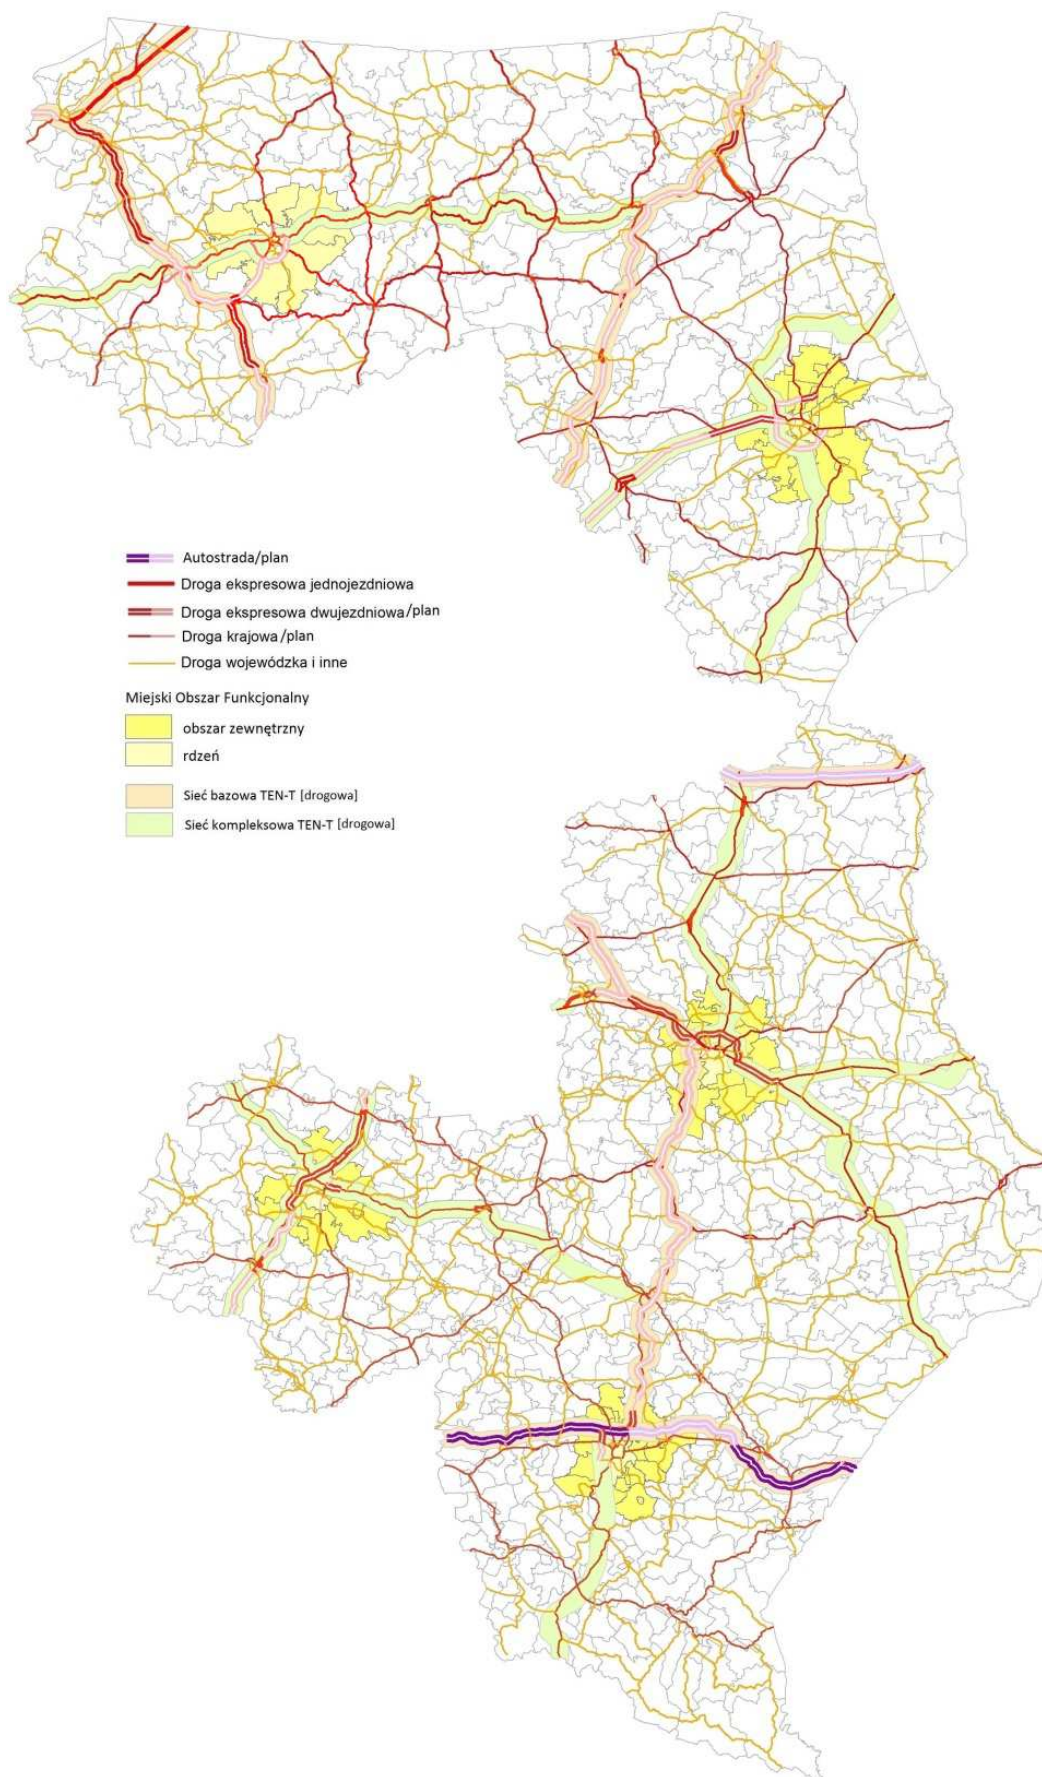 Autostrada/plan
Droga ekspresowa jednojezdniowa
Droga ekspresowa dwujezdniowa/plan
Droga krajowa/plan
Droga wojewódzka i inne
Miejski Obszar Funkcjonalny
obszar zewnętrzny
rdzeń
Sieć bazowa TEN-T [drogowa]
Sieć kompleksowa TEN-T [drogowa]